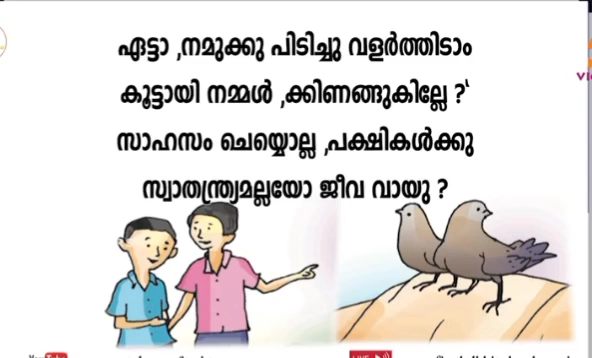 ഏട്ടാ ,നമുക്കു പിടിച്ചു വളർത്തിടാം
കൂട്ടായി നമ്മൾ ,ക്കിണങ്ങുകില്ലേ ?'
സാഹസം ചെയ്യൊല്ല ,പക്ഷികൾക്കു
സ്വാതന്ത്ര്യമല്ലയോ ജീവ വായു ?